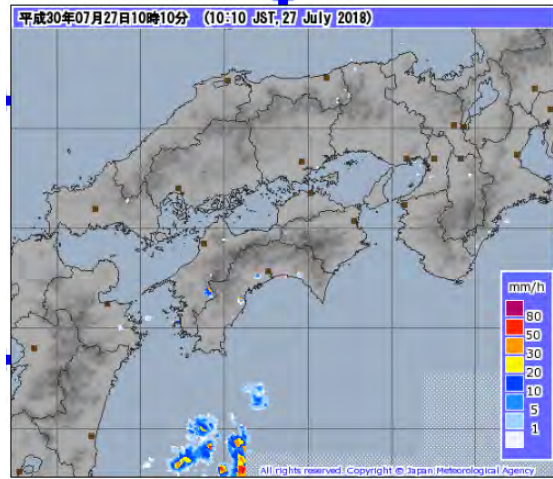 平成30年07月27日10時10分 (10:10 JST, 27 July 2018)
mm/h
80
50
30
20
10
5
1
All rights reserved. Copyright © Japan Meteorological Agency